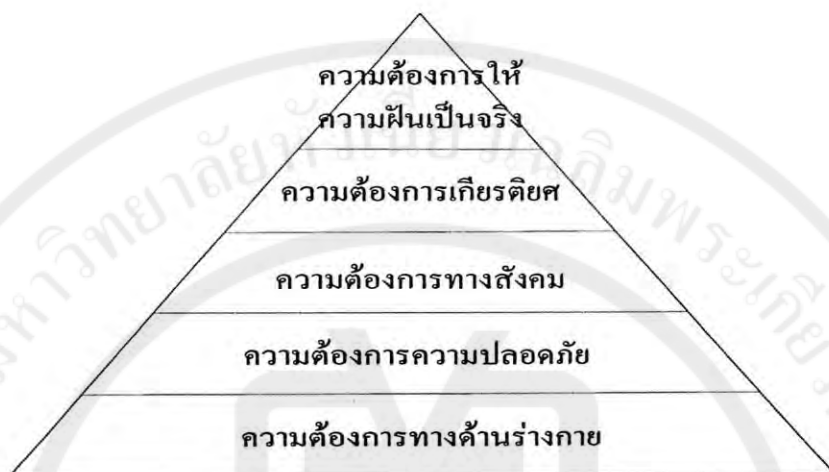 ความต้องการให้
ความฝันเป็นจริง
ความต้องการเกียรติยศ
ความต้องการทางสังคม
ความต้องการความปลอดภัย
ความต้องการทางด้านร่างกาย